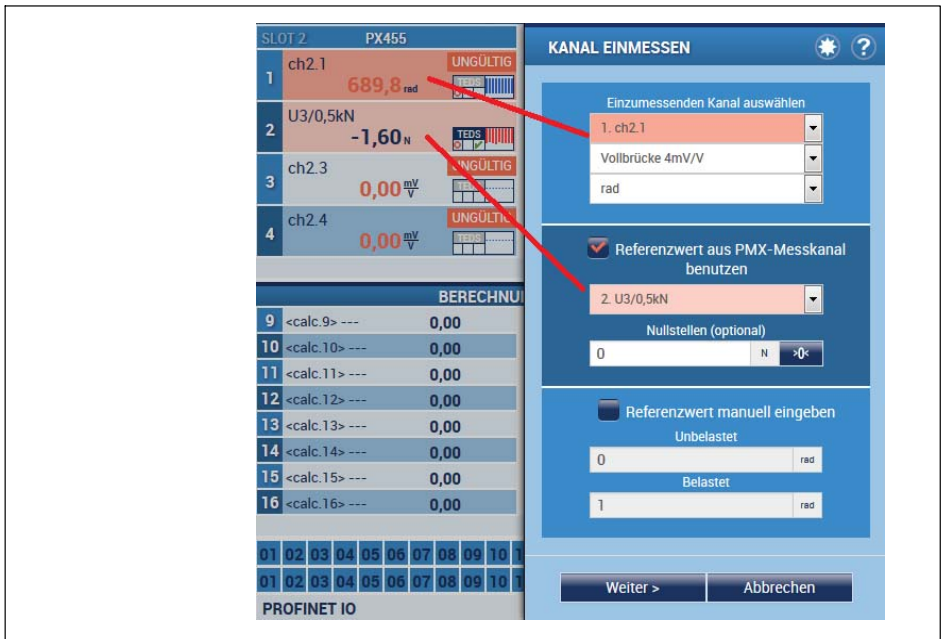 SLOT 2 PX455
1 ch2.1 UNGÜLTIG
689,8 rad TEDS
2 U3/0,5kN
-1,60 N TEDS
3 ch2.3 UNGÜLTIG
0,00 mV/V TEDS
4 ch2.4 UNGÜLTIG
0,00 mV/V TEDS
BERECHNU
9 <calc.9> --- 0,00
10 <calc.10> --- 0,00
11 <calc.11> --- 0,00
12 <calc.12> --- 0,00
13 <calc.13> --- 0,00
14 <calc.14> --- 0,00
15 <calc.15> --- 0,00
16 <calc.16> --- 0,00
01 02 03 04 05 06 07 08 09 10 1
01 02 03 04 05 06 07 08 09 10 1
PROFINET IO
KANAL EINMESSEN ?
Einzumessenden Kanal auswählen
1. ch2.1
Vollbrücke 4mV/V
rad
Referenzwert aus PMX-Messkanal
benutzen
2. U3/0,5kN
Nullstellen (optional)
0 N >0<
Referenzwert manuell eingeben
Unbelastet
0 rad
Belastet
1 rad
Weiter > Abbrechen